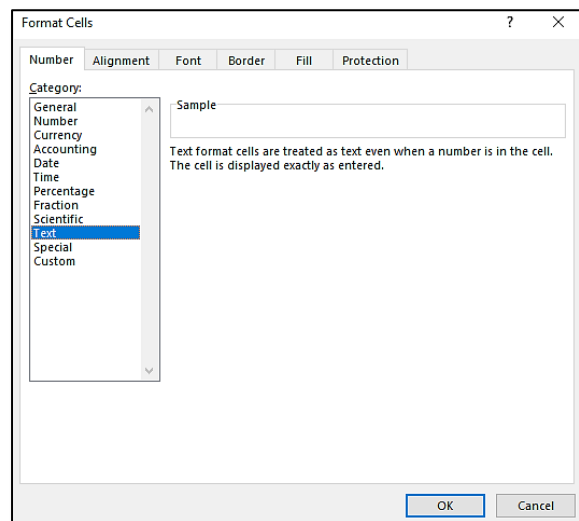 Format Cells ? ×
Number Alignment Font Border Fill Protection
Category:
General
Number
Currency
Accounting
Date
Time
Percentage
Fraction
Scientific
Text
Special
Custom
Sample
Text format cells are treated as text even when a number is in the cell.
The cell is displayed exactly as entered.
OK Cancel